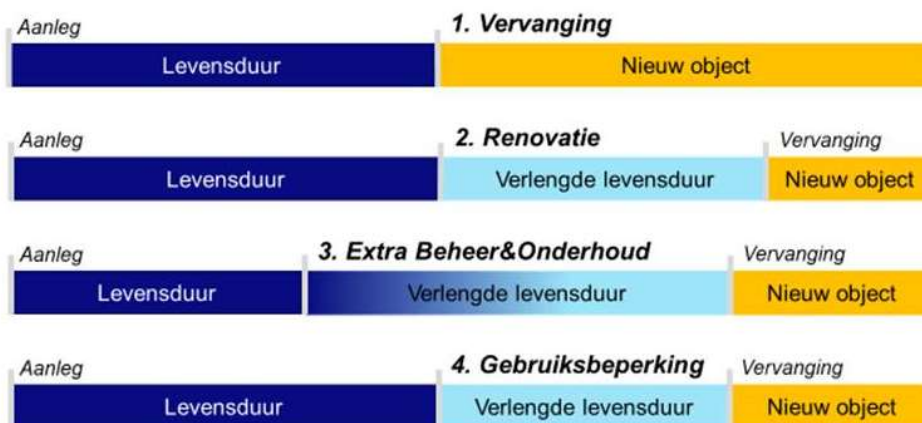 Aanleg 1. Vervanging
Levensduur Nieuw object
Aanleg 2. Renovatie Vervanging
Levensduur Verlengde levensduur Nieuw object
Aanleg 3. Extra Beheer&Onderhoud Vervanging
Levensduur Verlengde levensduur Nieuw object
Aanleg 4. Gebruiksbeperking Vervanging
Levensduur Verlengde levensduur Nieuw object